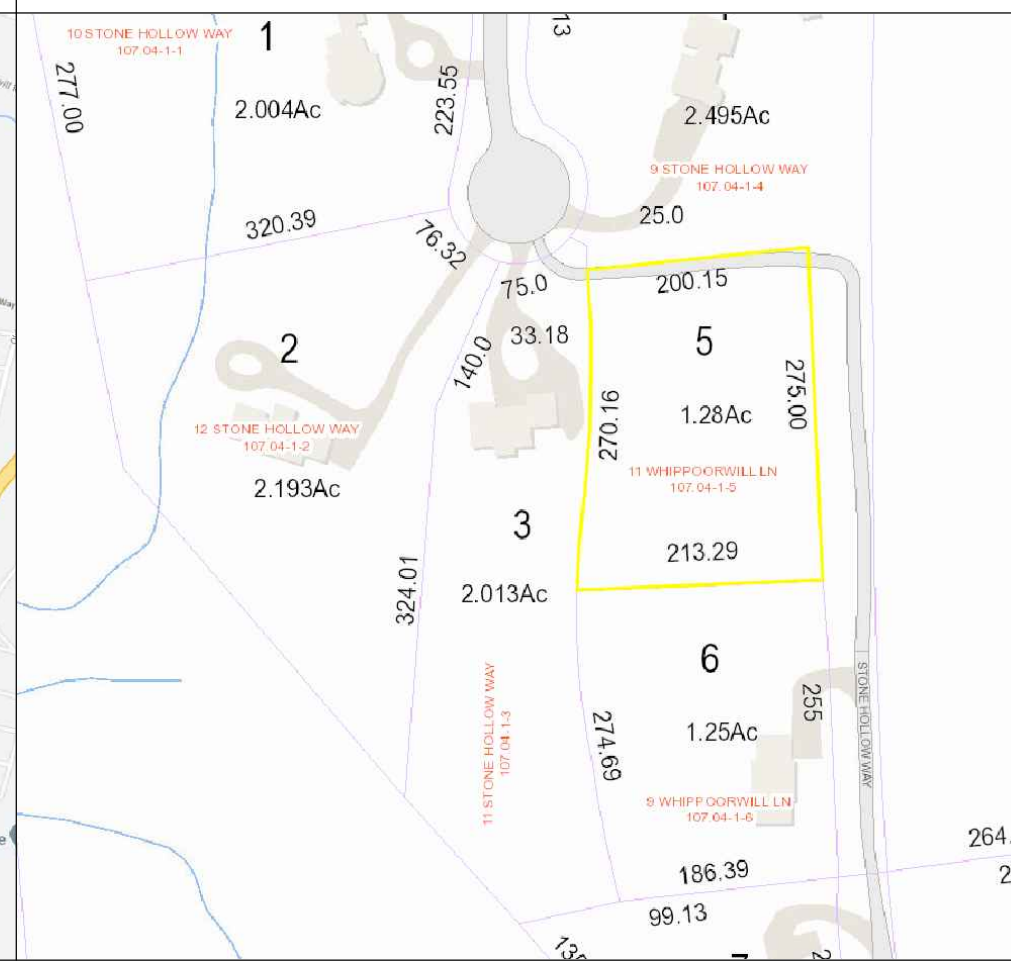 10 STONE HOLLOW WAY
107.04-1-1
1
13
277.00
2.004Ac
223.55
2.495Ac
9 STONE HOLLOW WAY
107.04-1-4
320.39
76.32
25.0
75.0
200.15
2
140.0
33.18
5
275.00
270.16
1.28Ac
12 STONE HOLLOW WAY
107.04-1-2
2.193Ac
11 WHIPPOORWILL LN
107.04-1-5
3
213.29
324.01
2.013Ac
6
11 STONE HOLLOW WAY
107.04-1-3
274.69
255
1.25Ac
STONE HOLLOW WAY
9 WHIPPOORWILL LN
107.04-1-6
264.
186.39
2
99.13
Way